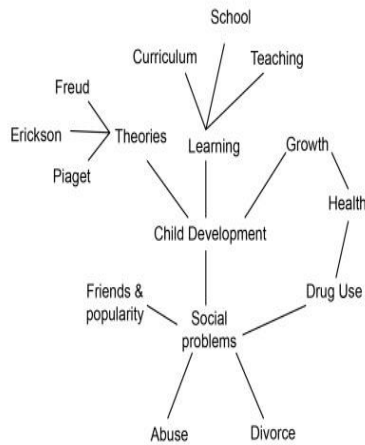 School
Curriculum
Teaching
Freud
Erickson
Theories
Piaget
Learning
Growth
Health
Child Development
Friends &
popularity
Social
problems
Drug Use
Abuse
Divorce